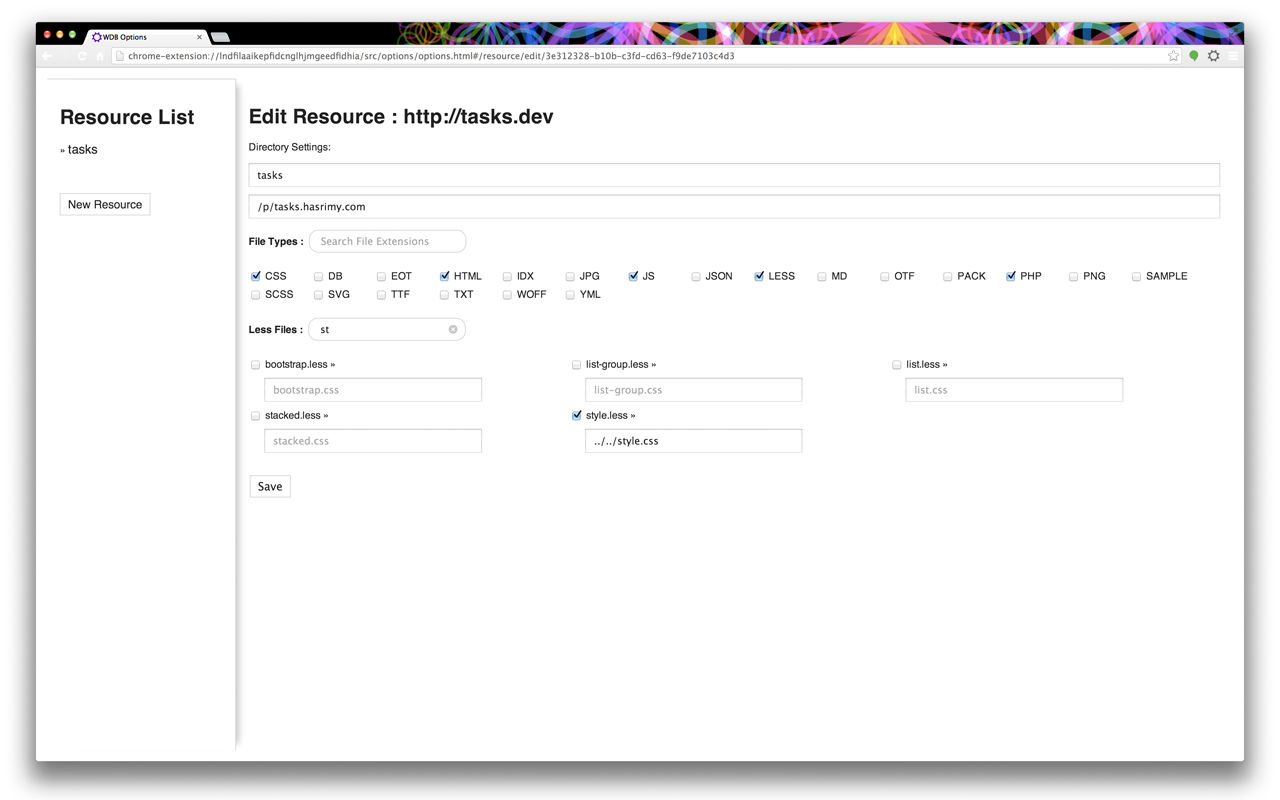 WDB Options
chrome-extension://lndfilaaikepfidcnglhjmgeedfidhia/src/options/options.html#/resource/edit/3e312328-b10b-c3fd-cd63-f9de7103c4d3
Resource List
» tasks
New Resource
Edit Resource : http://tasks.dev
Directory Settings:
tasks
/p/tasks.hasrimy.com
File Types : Search File Extensions
CSS DB EOT HTML IDX JPG JS JSON LESS MD OTF PACK PHP PNG SAMPLE
SCSS SVG TTF TXT WOFF YML
Less Files : st
bootstrap.less » list-group.less » list.less »
bootstrap.css list-group.css list.css
stacked.less » style.less »
stacked.css ../../style.css
Save